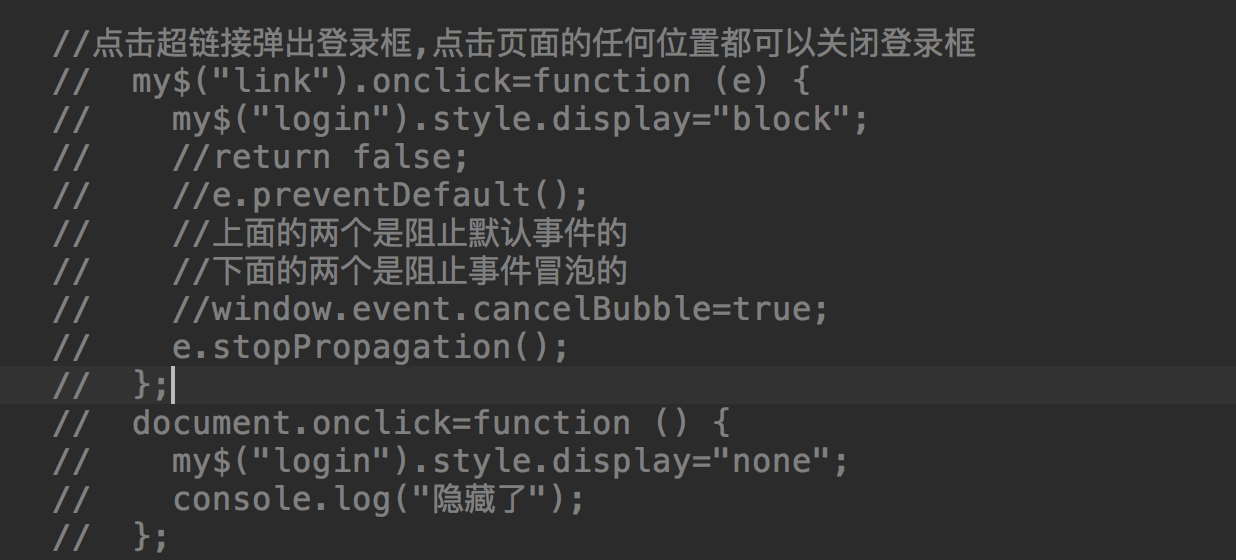 //点击超链接弹出登录框,点击页面的任何位置都可以关闭登录框
//  my$("link").onclick=function (e) {
//    my$("login").style.display="block";
//    //return false;
//    //e.preventDefault();
//    //上面的两个是阻止默认事件的
//    //下面的两个是阻止事件冒泡的
//    //window.event.cancelBubble=true;
//    e.stopPropagation();
//  };
//  document.onclick=function () {
//    my$("login").style.display="none";
//    console.log("隐藏了");
//  };